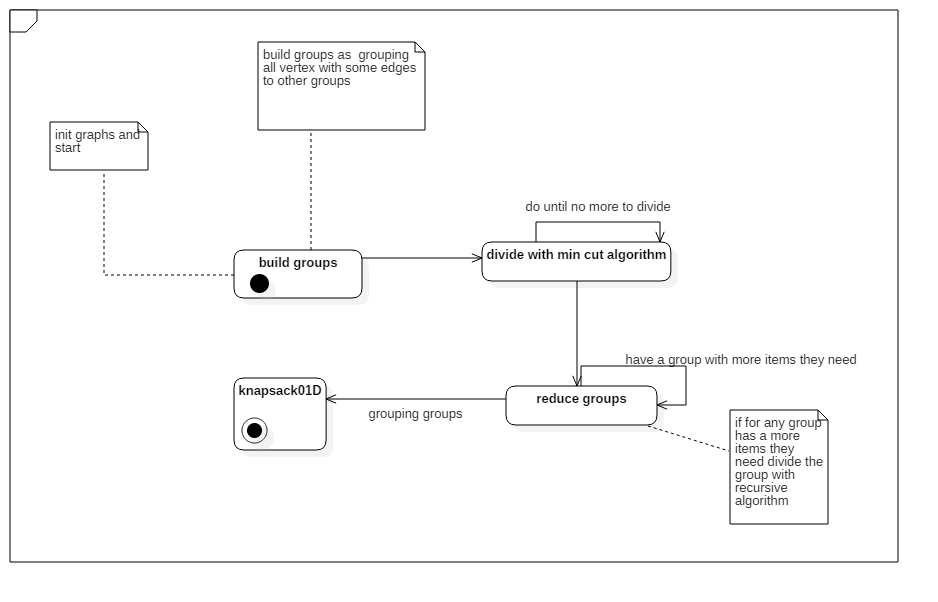 build groups as  grouping
all vertex with some edges
to other groups
init graphs and
start
do until no more to divide
build groups
divide with min cut algorithm
have a group with more items they need
knapsack01D
reduce groups
grouping groups
if for any group
has a more
items they
need divide the
group with
recursive
algorithm